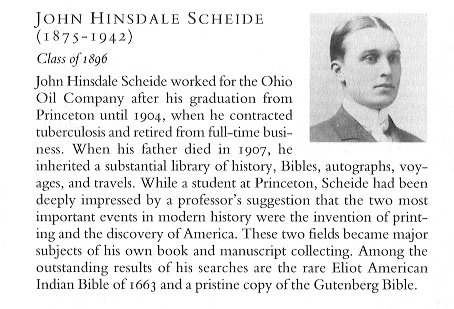 JOHN HINSDALE SCHEIDE
(1875-1942)
Class of 1896
John Hinsdale Scheide worked for the Ohio
Oil Company after his graduation from
Princeton until 1904, when he contracted
tuberculosis and retired from full-time busi-
ness. When his father died in 1907, he
inherited a substantial library of history, Bibles, autographs, voy-
ages, and travels. While a student at Princeton, Scheide had been
deeply impressed by a professor's suggestion that the two most
important events in modern history were the invention of print-
ing and the discovery of America. These two fields became major
subjects of his own book and manuscript collecting. Among the
outstanding results of his searches are the rare Eliot American
Indian Bible of 1663 and a pristine copy of the Gutenberg Bible.